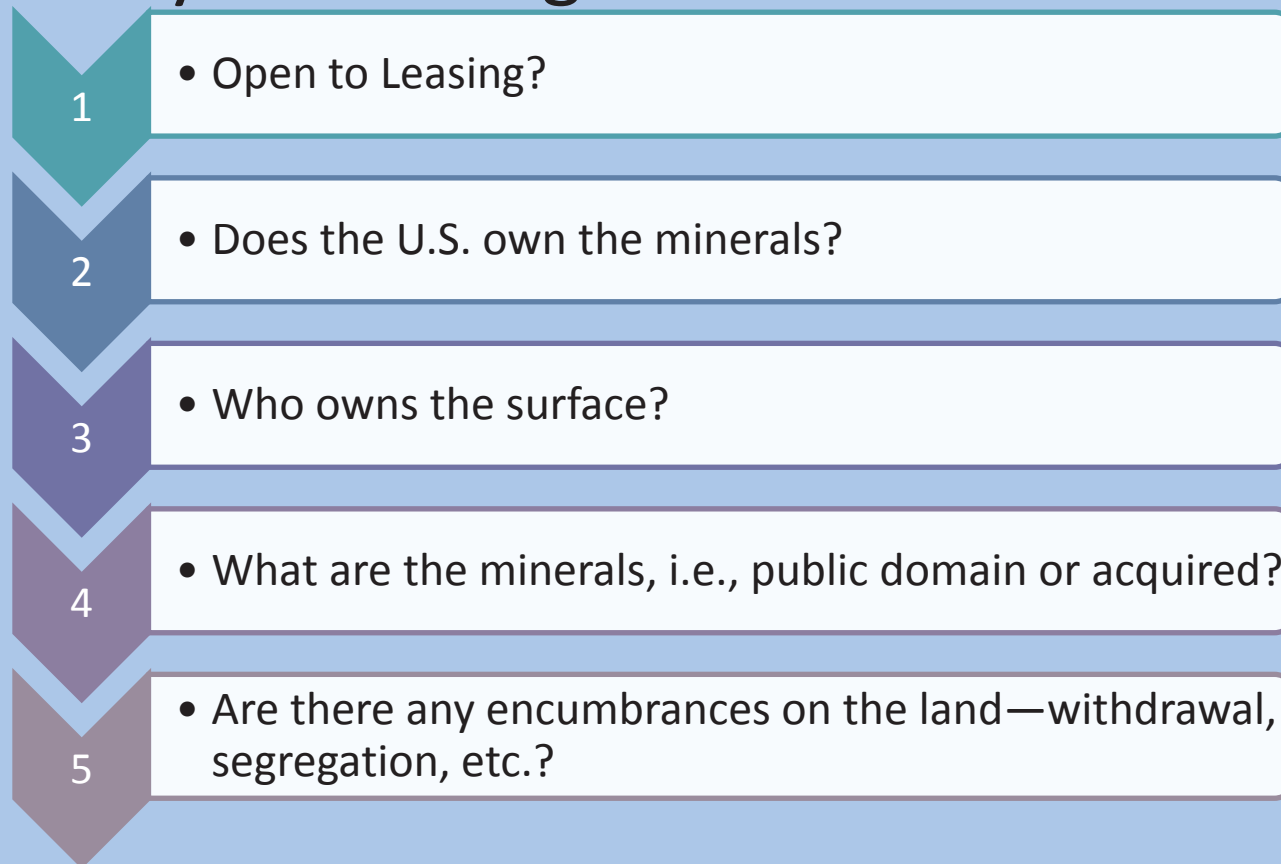 1
• Open to Leasing?
2
• Does the U.S. own the minerals?
3
• Who owns the surface?
4
• What are the minerals, i.e., public domain or acquired?
5
• Are there any encumbrances on the land—withdrawal,
segregation, etc.?